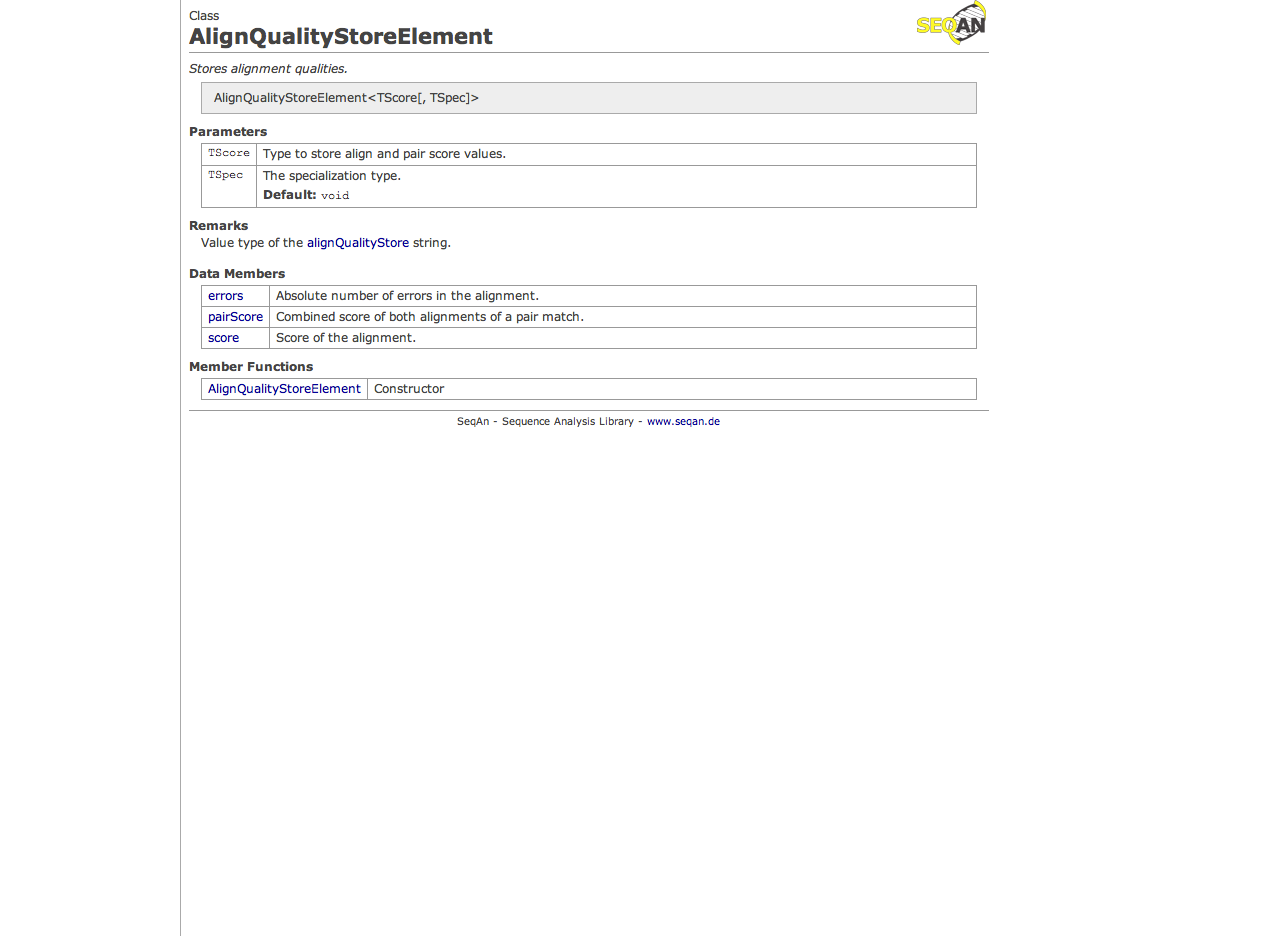 Class
SEQAN
AlignQualityStoreElement
Stores alignment qualities.
AlignQualityStoreElement<TScore[, TSpec]>
Parameters
TScore Type to store align and pair score values.
TSpec The specialization type.
Default: void
Remarks
Value type of the alignQualityStore string.
Data Members
errors Absolute number of errors in the alignment.
pairScore Combined score of both alignments of a pair match.
score Score of the alignment.
Member Functions
AlignQualityStoreElement Constructor
SeqAn - Sequence Analysis Library - www.seqan.de